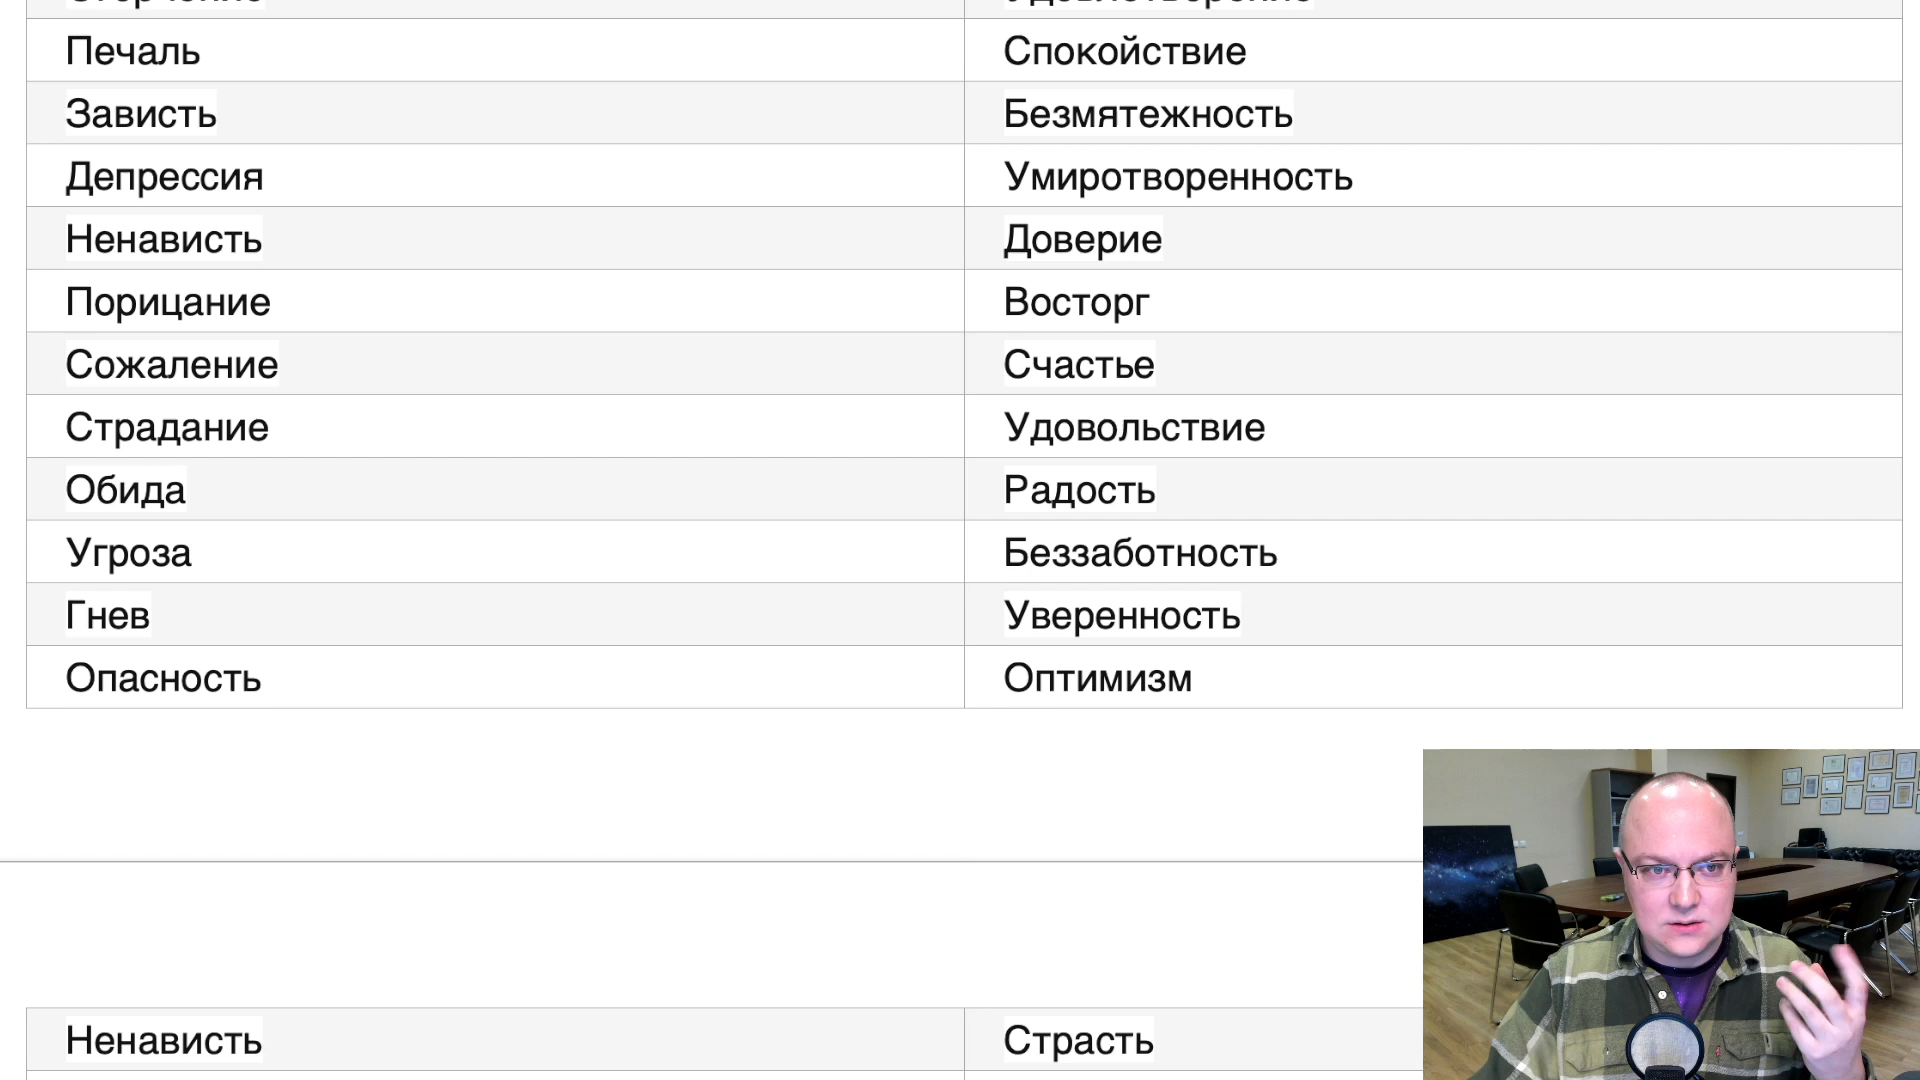 Печаль Спокойствие
Зависть Безмятежность
Депрессия Умиротворенность
Ненависть Доверие
Порицание Восторг
Сожаление Счастье
Страдание Удовольствие
Обида Радость
Угроза Беззаботность
Гнев Уверенность
Опасность Оптимизм
Ненависть Страсть